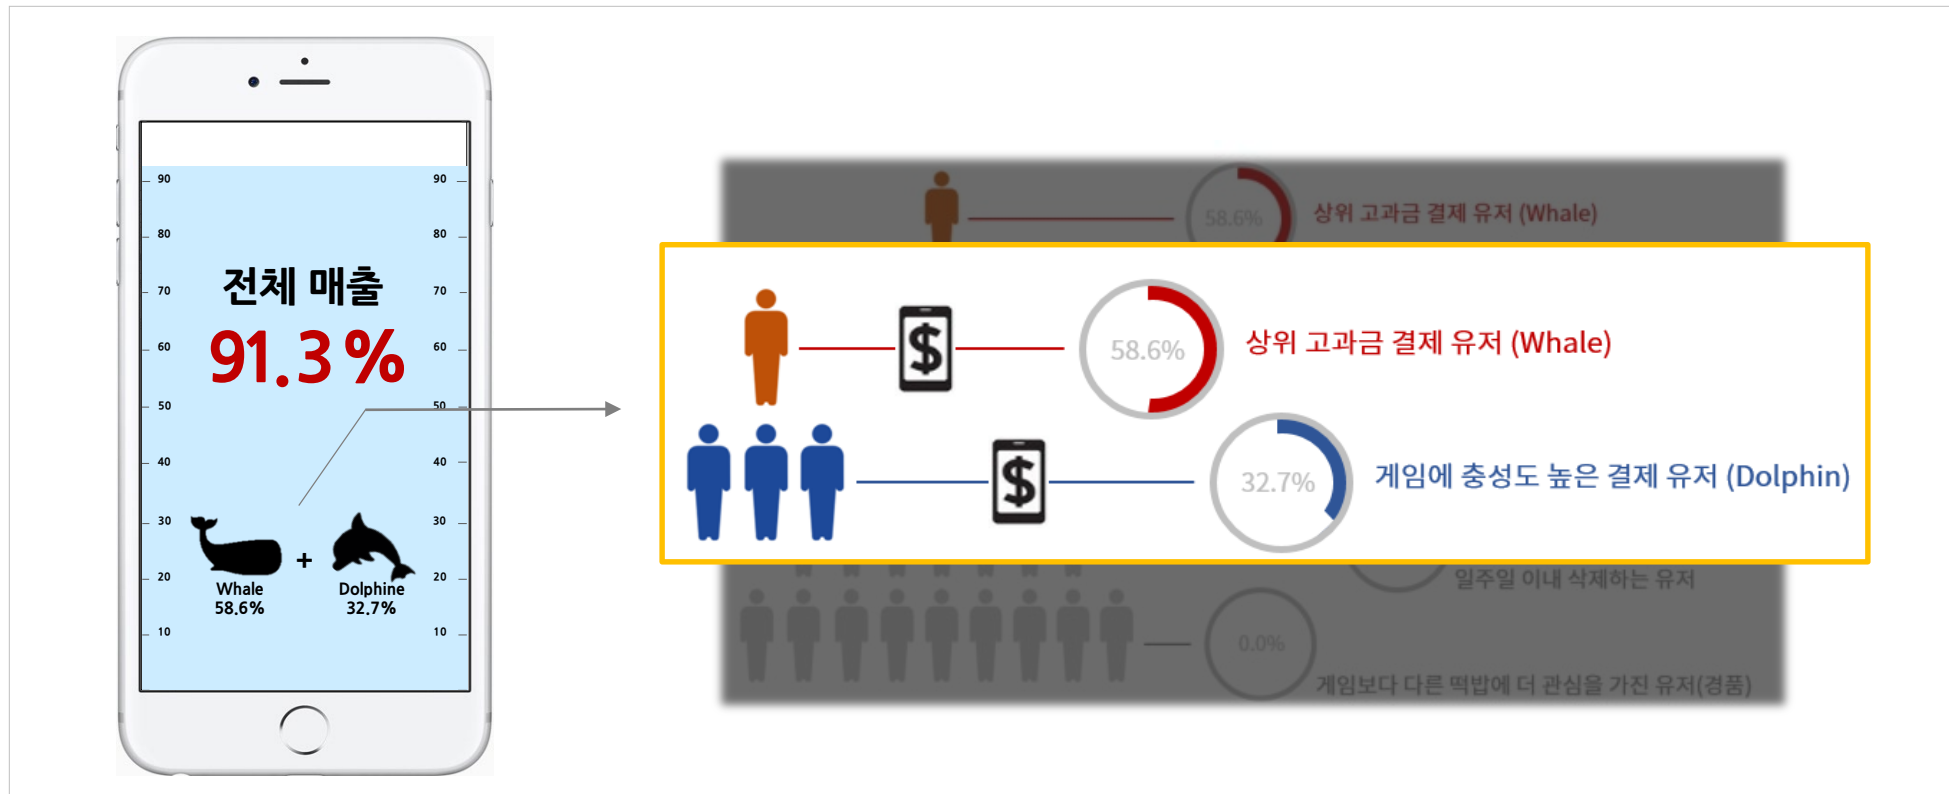 90 90
80 80
전체 매출
70 70
91.3%
60 60
50 50
40 40
30 30
+
20 20
Whale Dolphine
58.6% 32.7%
10 10
58.6% 상위 고과금 결제 유저 (Whale)
$ 58.6% 상위 고과금 결제 유저 (Whale)
$ 32.7% 게임에 충성도 높은 결제 유저 (Dolphin)
일주일 이내 삭제하는 유저
0.0%
게임보다 다른 떡밥에 더 관심을 가진 유저(경품)